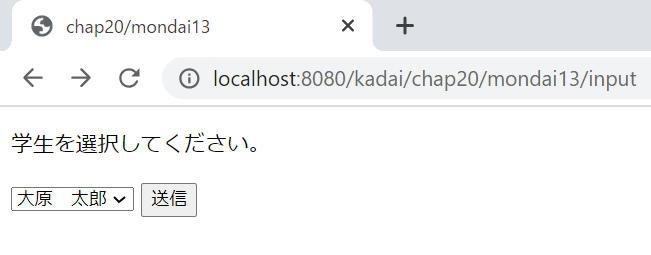 chap20/mondai13
localhost:8080/kadai/chap20/mondai13/input
学生を選択してください。
大原　太郎 送信